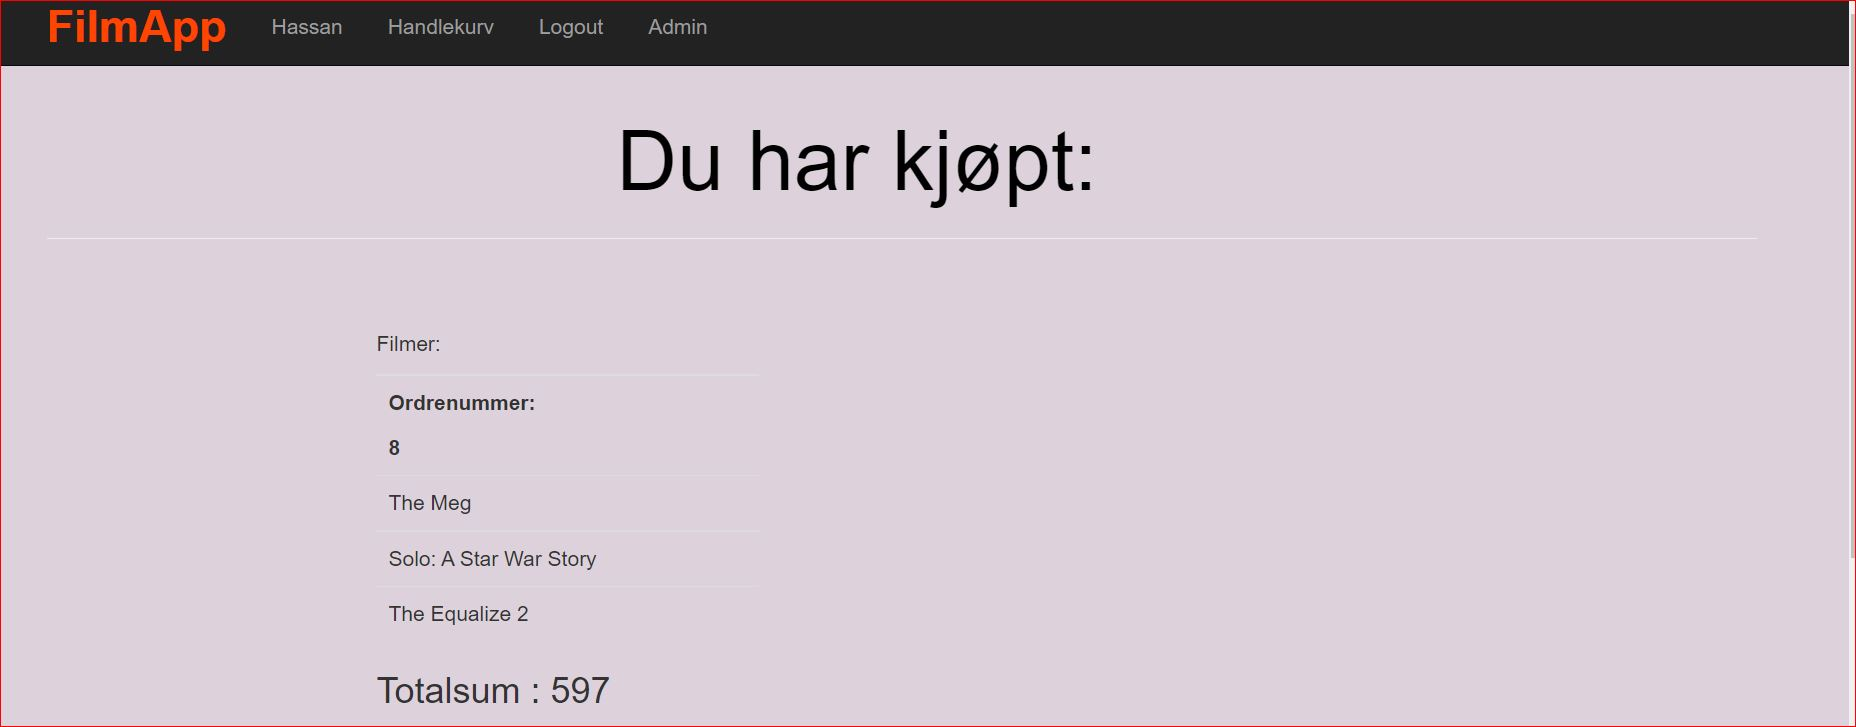 FilmApp Hassan Handlekurv Logout Admin
Du har kjøpt:
Filmer:
Ordrenummer:
8
The Meg
Solo: A Star War Story
The Equalize 2
Totalsum : 597